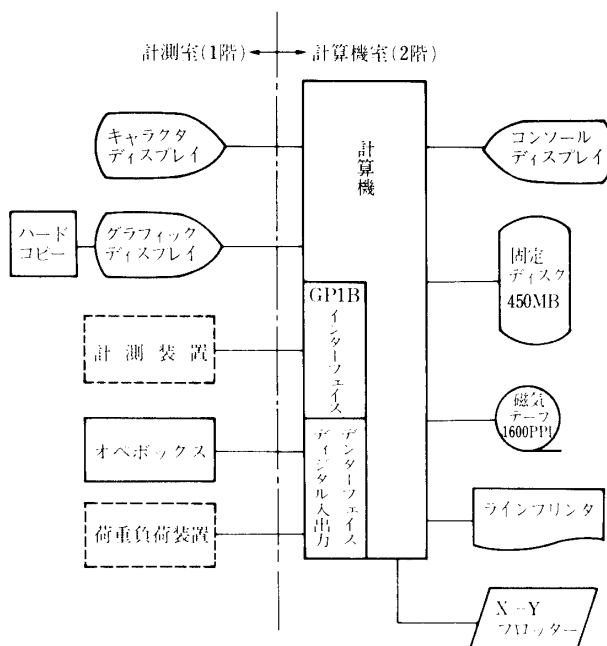 計測室(1階)
計算機室(2階)
キャラクタ
ディスプレイ
計算機
コンソール
ディスプレイ
ハード
コピー
グラフィック
ディスプレイ
固定
ディスク
450MB
GP1B
インターフェイス
計測装置
磁気
テープ
1600PPI
オペボックス
ディジタル入出力
デンターフェイス
荷重負荷装置
ラインプリンタ
X-Y
プロッター